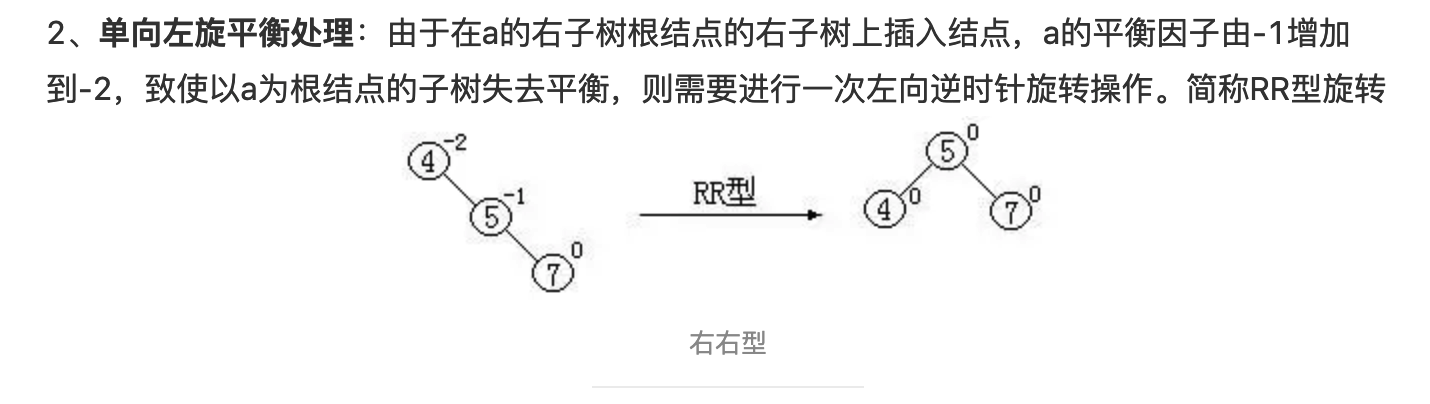 2、单向左旋平衡处理：由于在a的右子树根结点的右子树上插入结点，a的平衡因子由-1增加
到-2，致使以a为根结点的子树失去平衡，则需要进行一次左向逆时针旋转操作。简称RR型旋转
4 -2
5 -1
7 0
RR型
5 0
4 0
7 0
右右型